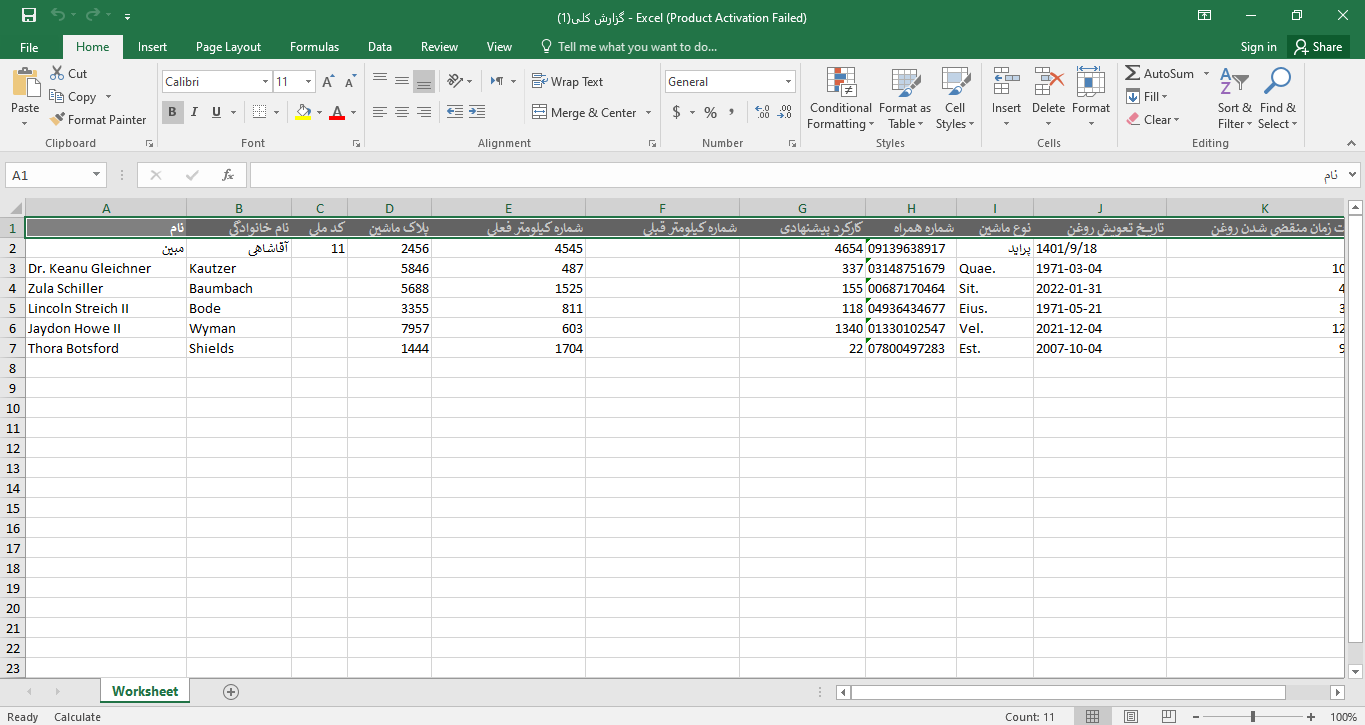 گزارش کلی(1) - Excel (Product Activation Failed)
File Home Insert Page Layout Formulas Data Review View Tell me what you want to do... Sign in Share
Paste Cut Copy Format Painter Clipboard
Calibri 11 B I U A Font
Wrap Text Merge & Center Alignment
General $ % , .00 Number
Conditional Formatting Format as Table Cell Styles Styles
Insert Delete Format Cells
AutoSum Fill Clear Sort & Filter Find & Select Editing
A1 fx نام
A B C D E F G H I J K
1 نام نام خانوادگی کد ملی پلاک ماشین شماره کیلومتر فعلی شماره کیلومتر قبلی کارکرد پیشنهادی شماره همراه نوع ماشین تاریخ تعویش روغن ت زمان منقضی شدن روغن
2 مبین آقاشاهی 11 2456 4545 4654 09139638917 پراید 1401/9/18
3 Dr. Keanu Gleichner Kautzer 5846 487 337 03148751679 Quae. 1971-03-04 10
4 Zula Schiller Baumbach 5688 1525 155 00687170464 Sit. 2022-01-31 4
5 Lincoln Streich II Bode 3355 811 118 04936434677 Eius. 1971-05-21 3
6 Jaydon Howe II Wyman 7957 603 1340 01330102547 Vel. 2021-12-04 12
7 Thora Botsford Shields 1444 1704 22 07800497283 Est. 2007-10-04 9
8
9
10
11
12
13
14
15
16
17
18
19
20
21
22
23
Worksheet
Ready Calculate Count: 11 100%